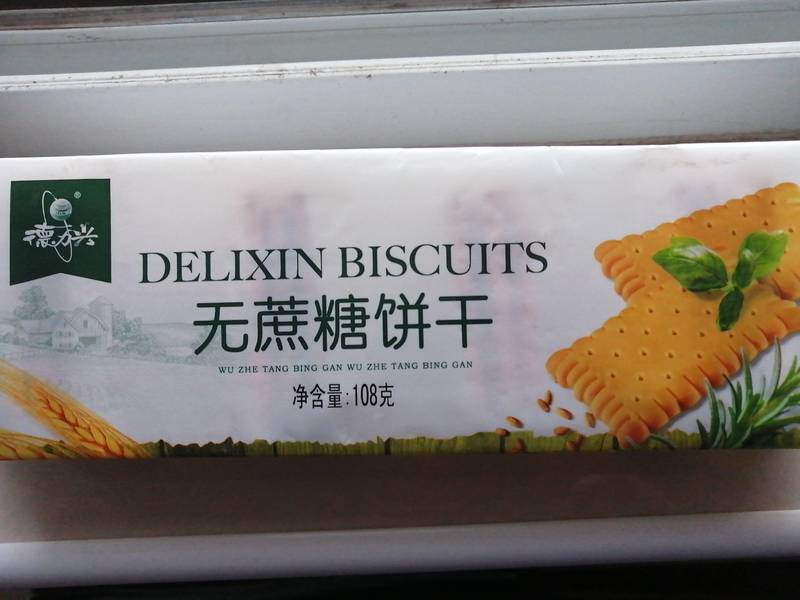 德力兴
®
DELIXIN BISCUITS
无蔗糖饼干
WU ZHE TANG BING GAN WU ZHE TANG BING GAN
净含量:108克